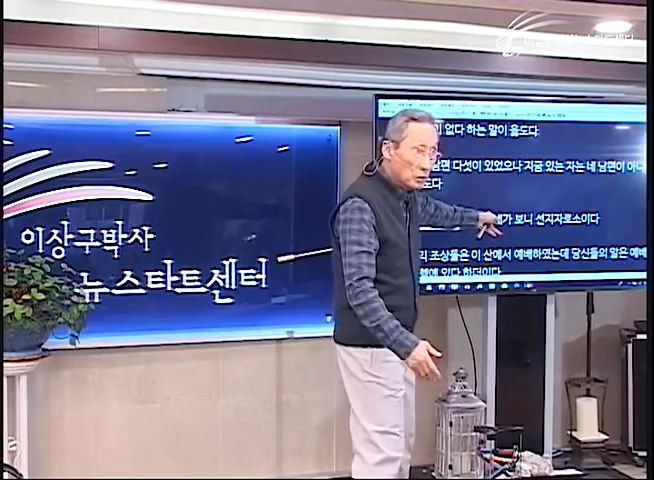 이 없다 하는 말이 옳도다
남편 다섯이 있었으나 지금 있는 자는 네 남편이 아니
도다
내가 보니 선지자로소이다
리 조상들은 이 산에서 예배하였는데 당신들의 말은 예배
있다 하더이다
이상구박사
뉴스타트센터